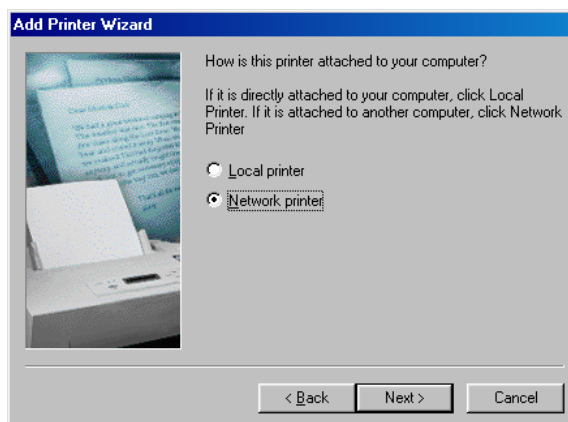 Add Printer Wizard
How is this printer attached to your computer?
If it is directly attached to your computer, click Local
Printer. If it is attached to another computer, click Network
Printer
Local printer
Network printer
< Back
Next >
Cancel